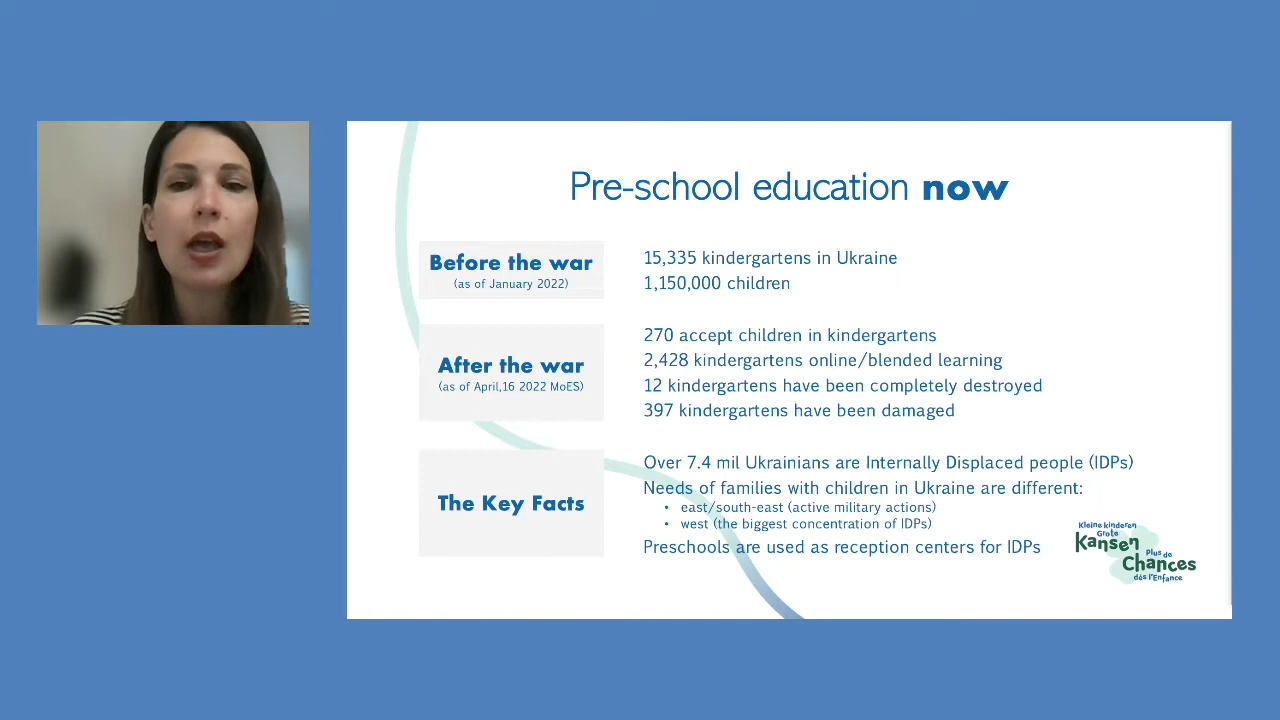 Pre-school education now
Before the war
(as of January 2022)
15,335 kindergartens in Ukraine
1,150,000 children
After the war
(as of April,16 2022 MoES)
270 accept children in kindergartens
2,428 kindergartens online/blended learning
12 kindergartens have been completely destroyed
397 kindergartens have been damaged
The Key Facts
Over 7.4 mil Ukrainians are Internally Displaced people (IDPs)
Needs of families with children in Ukraine are different:
• east/south-east (active military actions)
• west (the biggest concentration of IDPs)
Preschools are used as reception centers for IDPs
Kleine kinderen
Grote
Kansen
Plus de
Chances
dès l'Enfance